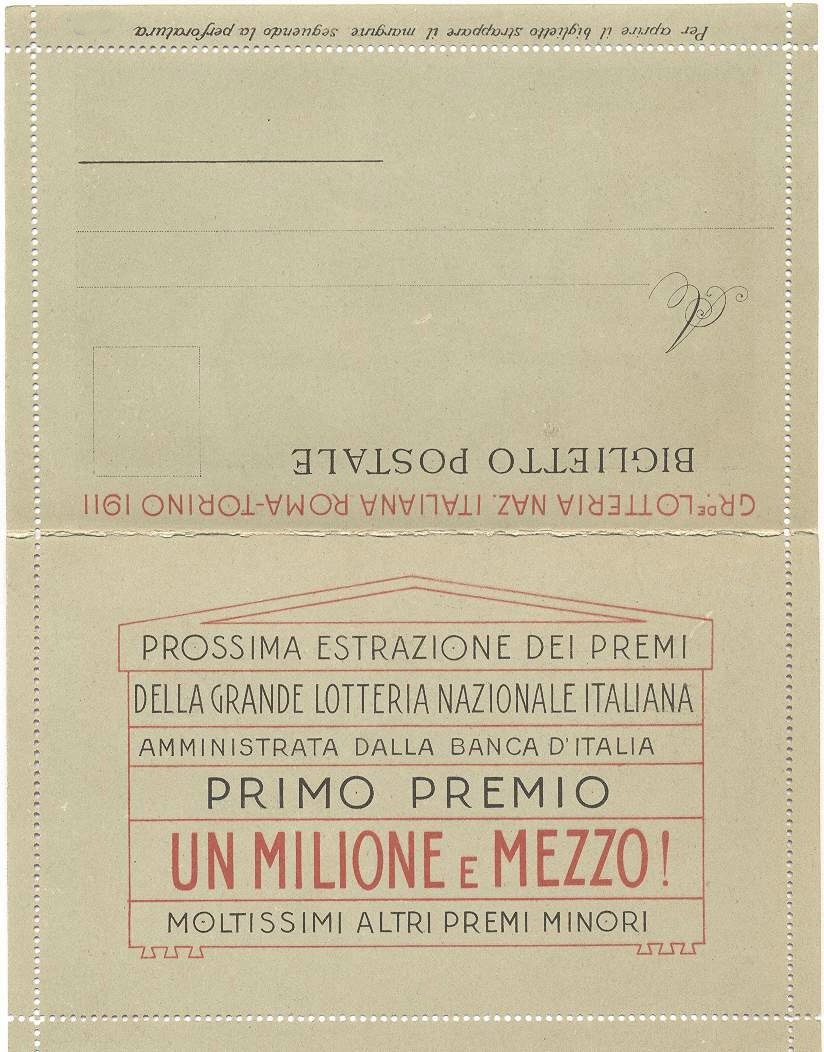 Per aprire il biglietto strappare il margine seguendo la perforatura
A
BIGLIETTO POSTALE
GR.DE LOTTERIA NAZ. ITALIANA ROMA-TORINO 1911
PROSSIMA ESTRAZIONE DEI PREMI
DELLA GRANDE LOTTERIA NAZIONALE ITALIANA
AMMINISTRATA DALLA BANCA D'ITALIA
PRIMO PREMIO
UN MILIONE E MEZZO!
MOLTISSIMI ALTRI PREMI MINORI